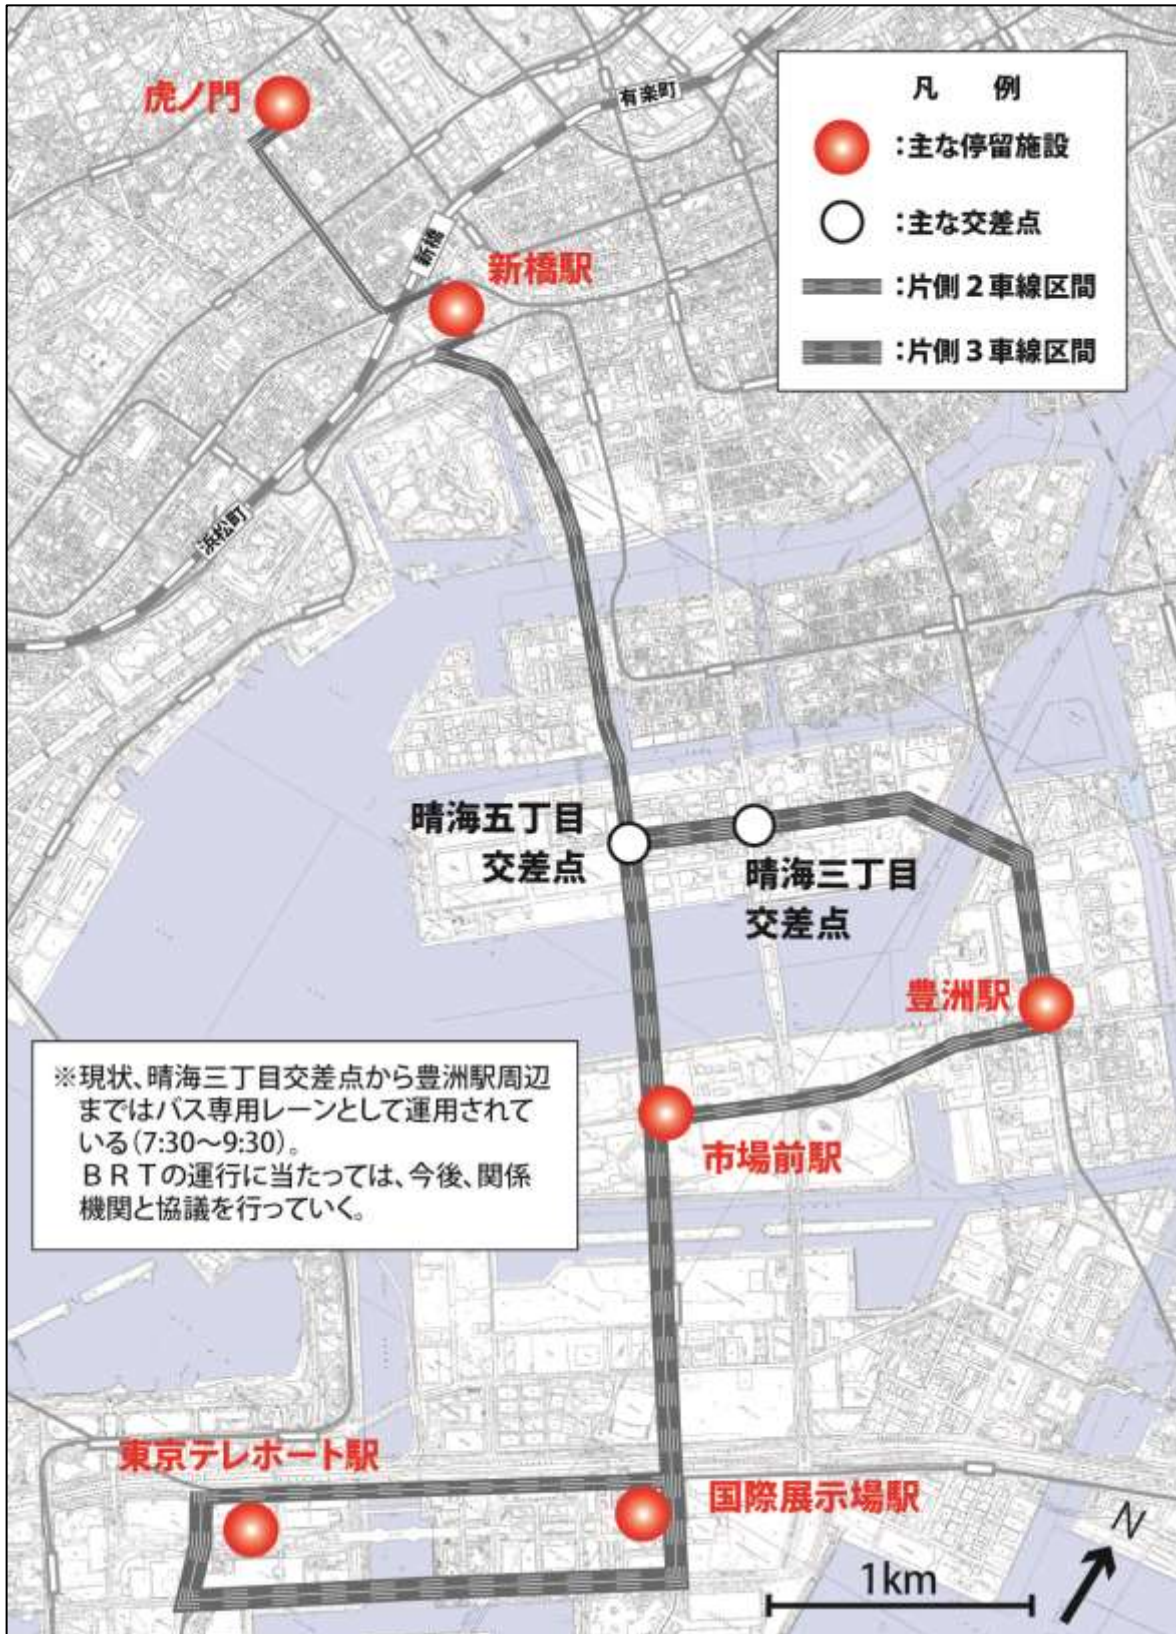 虎ノ門
有楽町
新橋
新橋駅
浜松町
凡　例
：主な停留施設
：主な交差点
：片側２車線区間
：片側３車線区間
晴海五丁目
交差点
晴海三丁目
交差点
豊洲駅
市場前駅
※現状、晴海三丁目交差点から豊洲駅周辺
まではバス専用レーンとして運用されて
いる（7:30～9:30）。
ＢＲＴの運行に当たっては、今後、関係
機関と協議を行っていく。
東京テレポート駅
国際展示場駅
N
1km